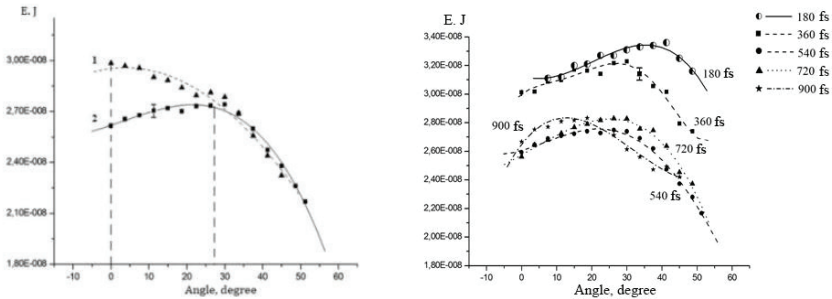 E. J
3,00E-008
2,70E-008
2,40E-008
2,10E-008
1,80E-008
1
2
-10 0 10 20 30 40 50 60
Angle, degree
E. J
3,40E-008
3,20E-008
3,00E-008
2,80E-008
2,60E-008
2,40E-008
2,20E-008
2,00E-008
1,80E-008
180 fs
360 fs
900 fs
720 fs
540 fs
-10 0 10 20 30 40 50 60
Angle, degree
180 fs
360 fs
540 fs
720 fs
900 fs